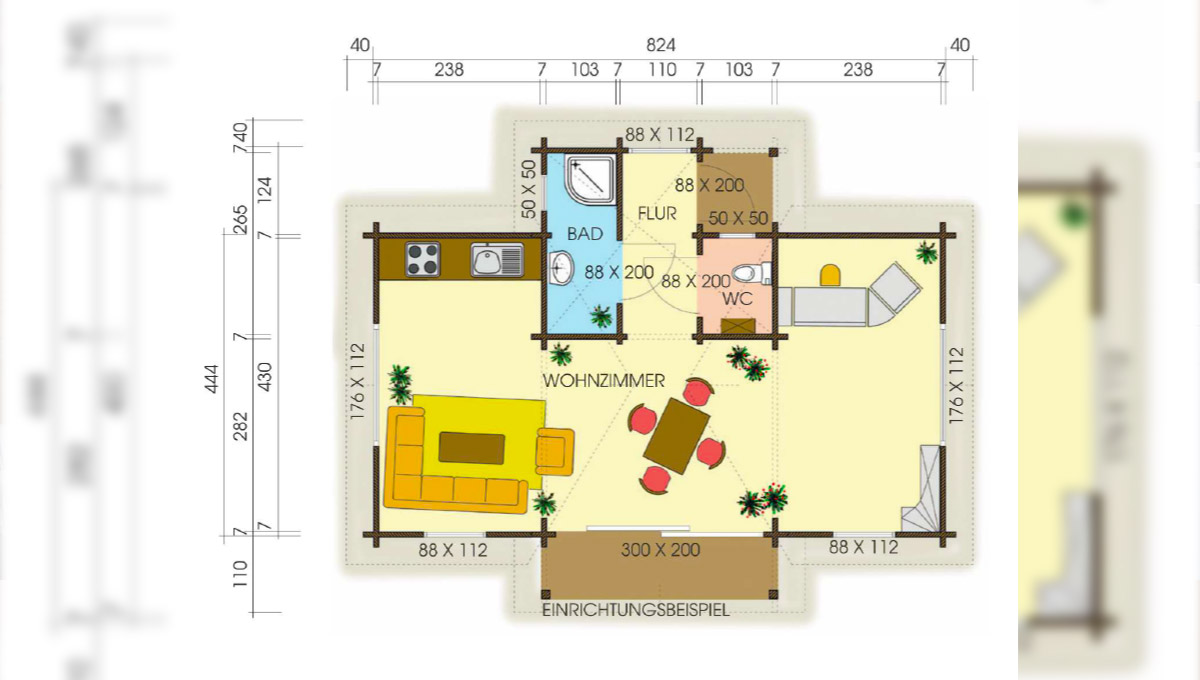 40 824 40
7 238 7 103 7 110 7 103 7 238 7
88 X 112
740
124
265
7
7
444
430
282
7
7
110
50 X 50
88 X 200
50 X 50
FLUR
BAD
88 X 200
88 X 200
WC
176 X 112
176 X 112
WOHNZIMMER
88 X 112
300 X 200
88 X 112
EINRICHTUNGSBEISPIEL